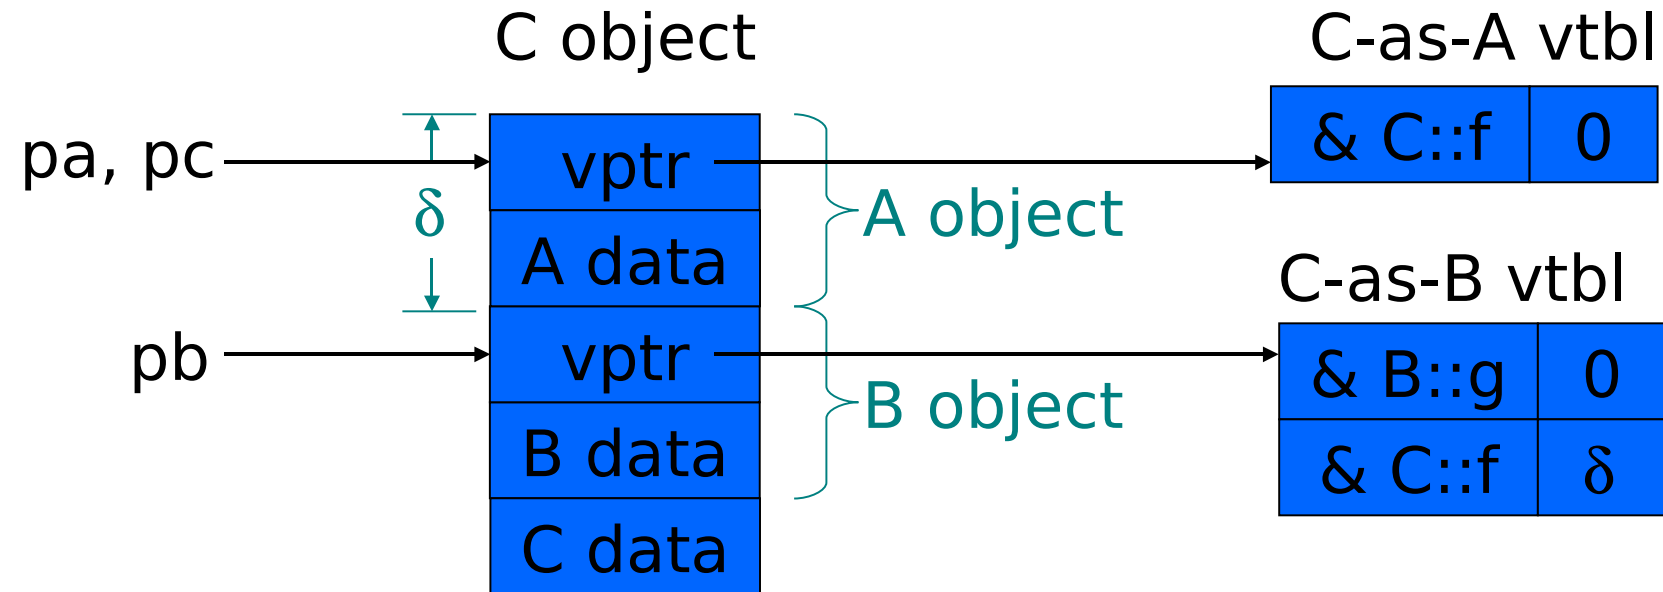 C object
C-as-A vtbl
pa, pc
vptr
& C::f 0
δ
A object
A data
C-as-B vtbl
pb
vptr
& B::g 0
B object
B data
& C::f δ
C data